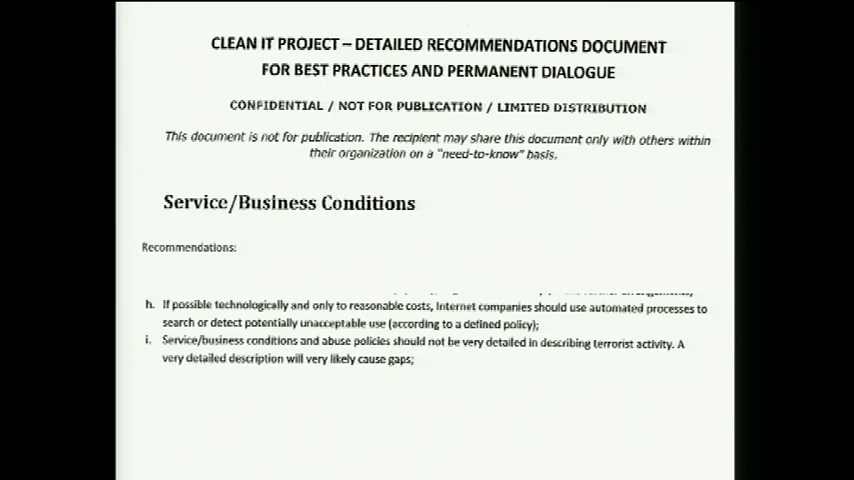 CLEAN IT PROJECT – DETAILED RECOMMENDATIONS DOCUMENT
FOR BEST PRACTICES AND PERMANENT DIALOGUE
CONFIDENTIAL / NOT FOR PUBLICATION / LIMITED DISTRIBUTION
This document is not for publication. The recipient may share this document only with others within
their organization on a "need-to-know" basis.
Service/Business Conditions
Recommendations:
h. If possible technologically and only to reasonable costs, Internet companies should use automated processes to
search or detect potentially unacceptable use (according to a defined policy);
i. Service/business conditions and abuse policies should not be very detailed in describing terrorist activity. A
very detailed description will very likely cause gaps;